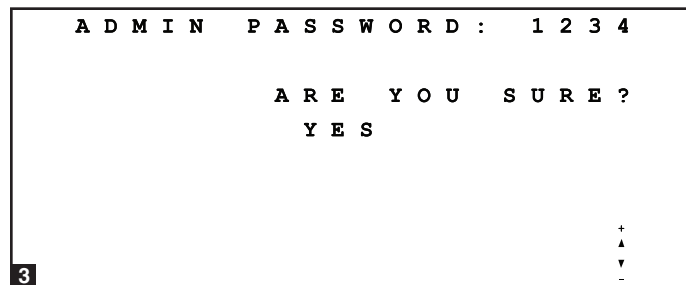 ADMIN PASSWORD: 1234
ARE YOU SURE?
YES
+
▲
▼
-
3